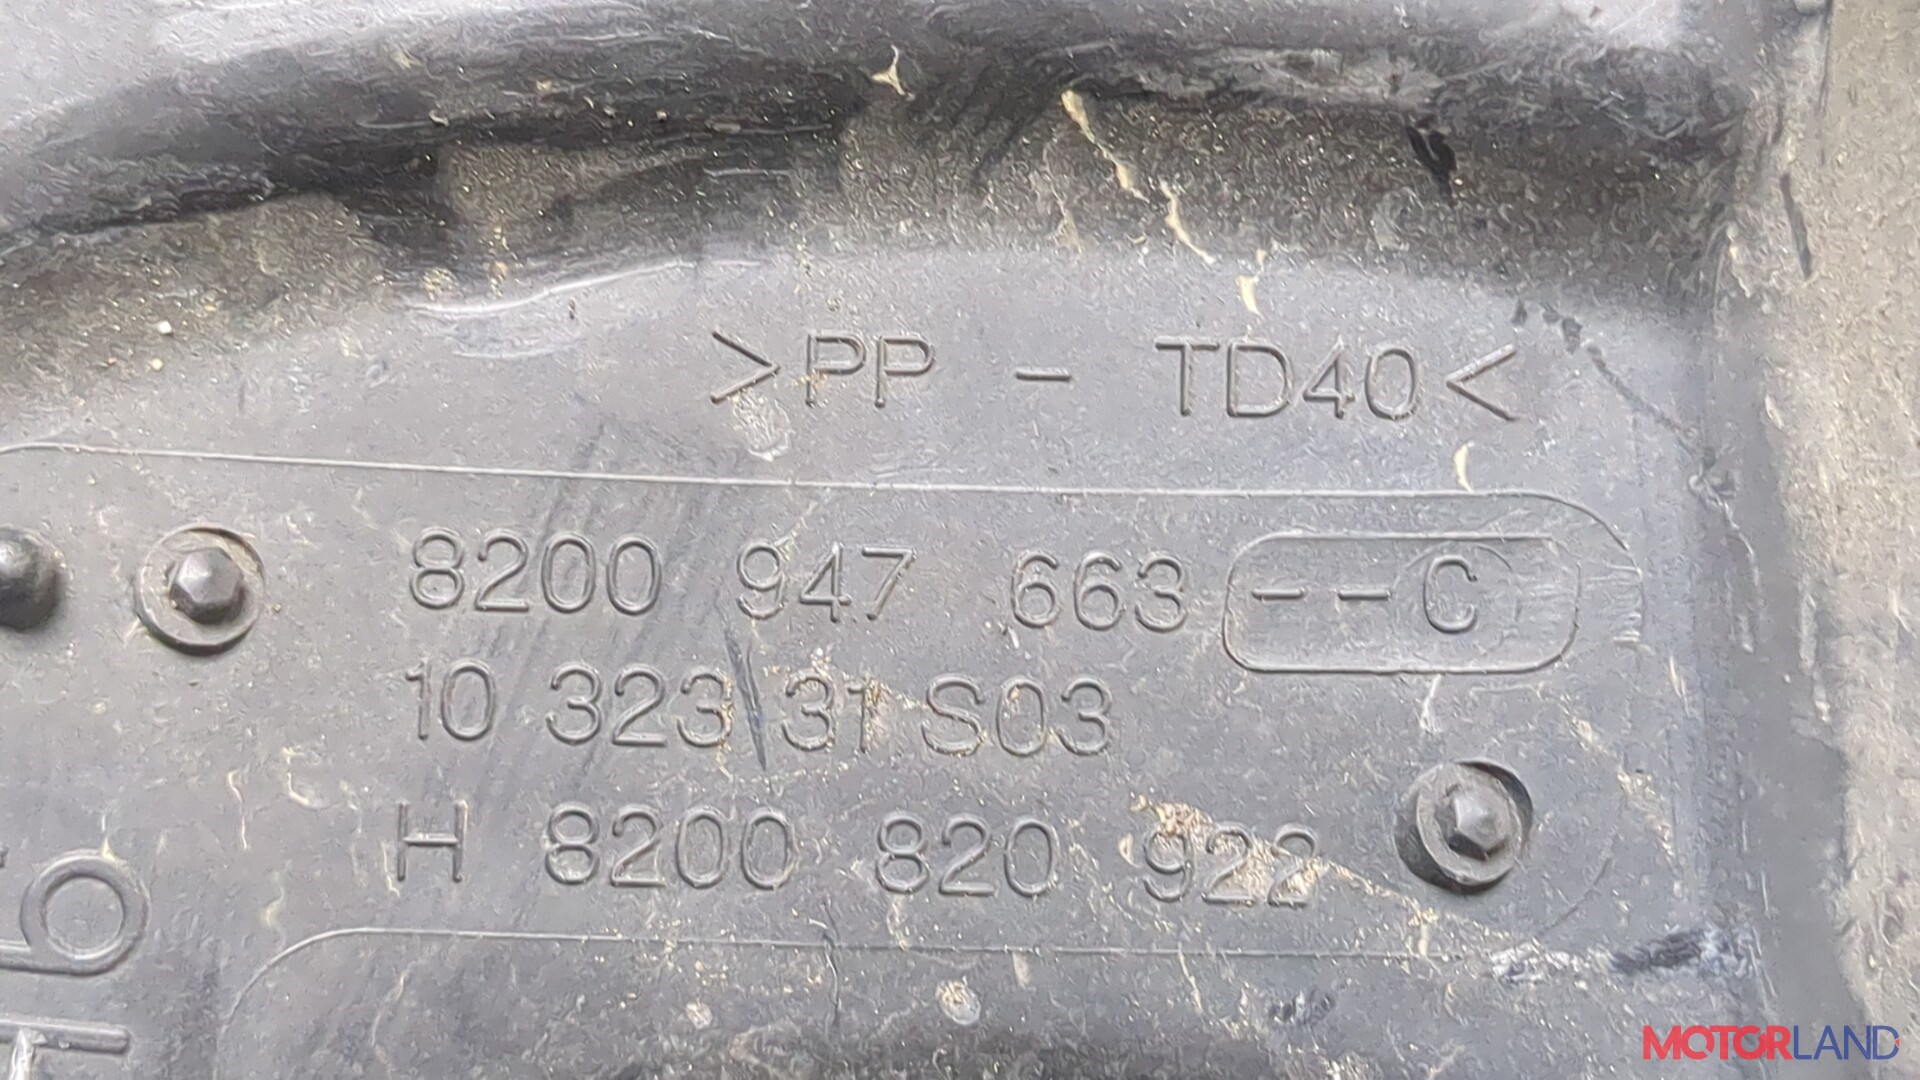 >PP - TD40<
8200 947 663 --C
10 323 31 S03
H 8200 820 922
MOTORLAND